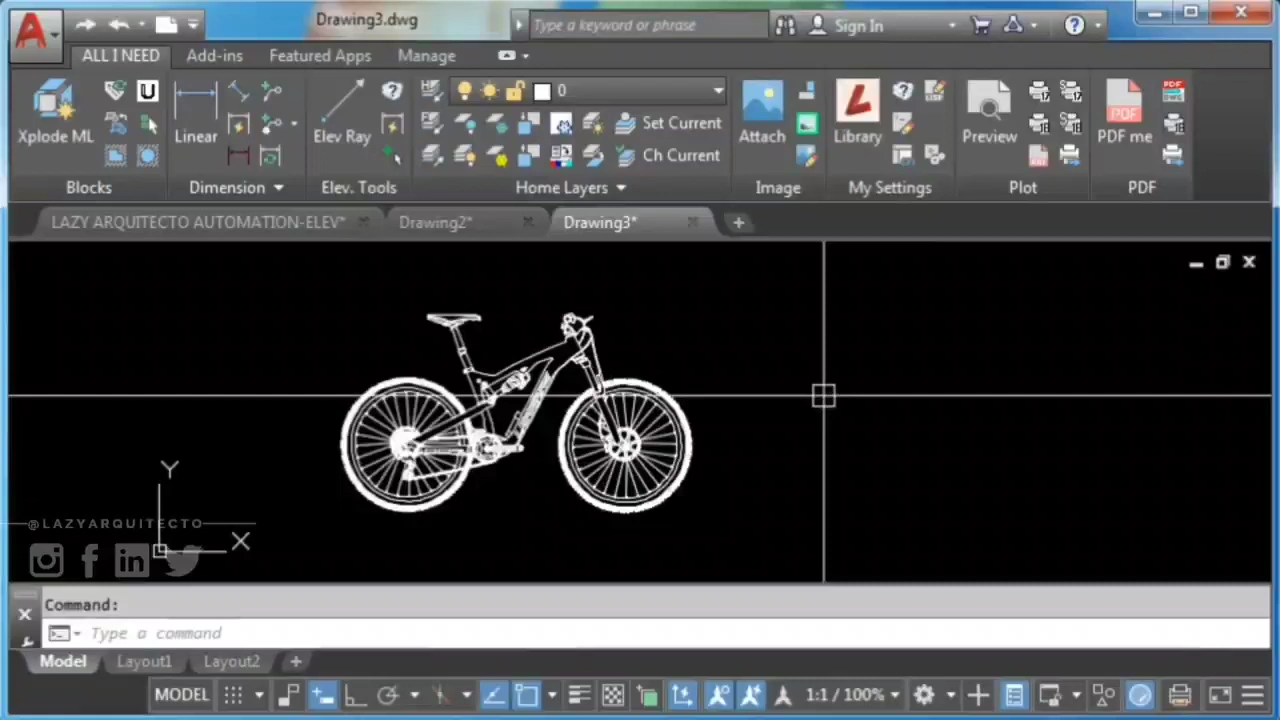 Drawing3.dwg
Type a keyword or phrase
Sign In
ALL I NEED Add-ins Featured Apps Manage
0
Xplode ML Linear Elev Ray Set Current Attach Library Preview PDF PDF me
Ch Current
Blocks Dimension Elev. Tools Home Layers Image My Settings Plot PDF
LAZY ARQUITECTO AUTOMATION-ELEV* Drawing2* Drawing3*
Y
@LAZYARQUITECTO
X
Command:
Type a command
Model Layout1 Layout2
MODEL 1:1 / 100%